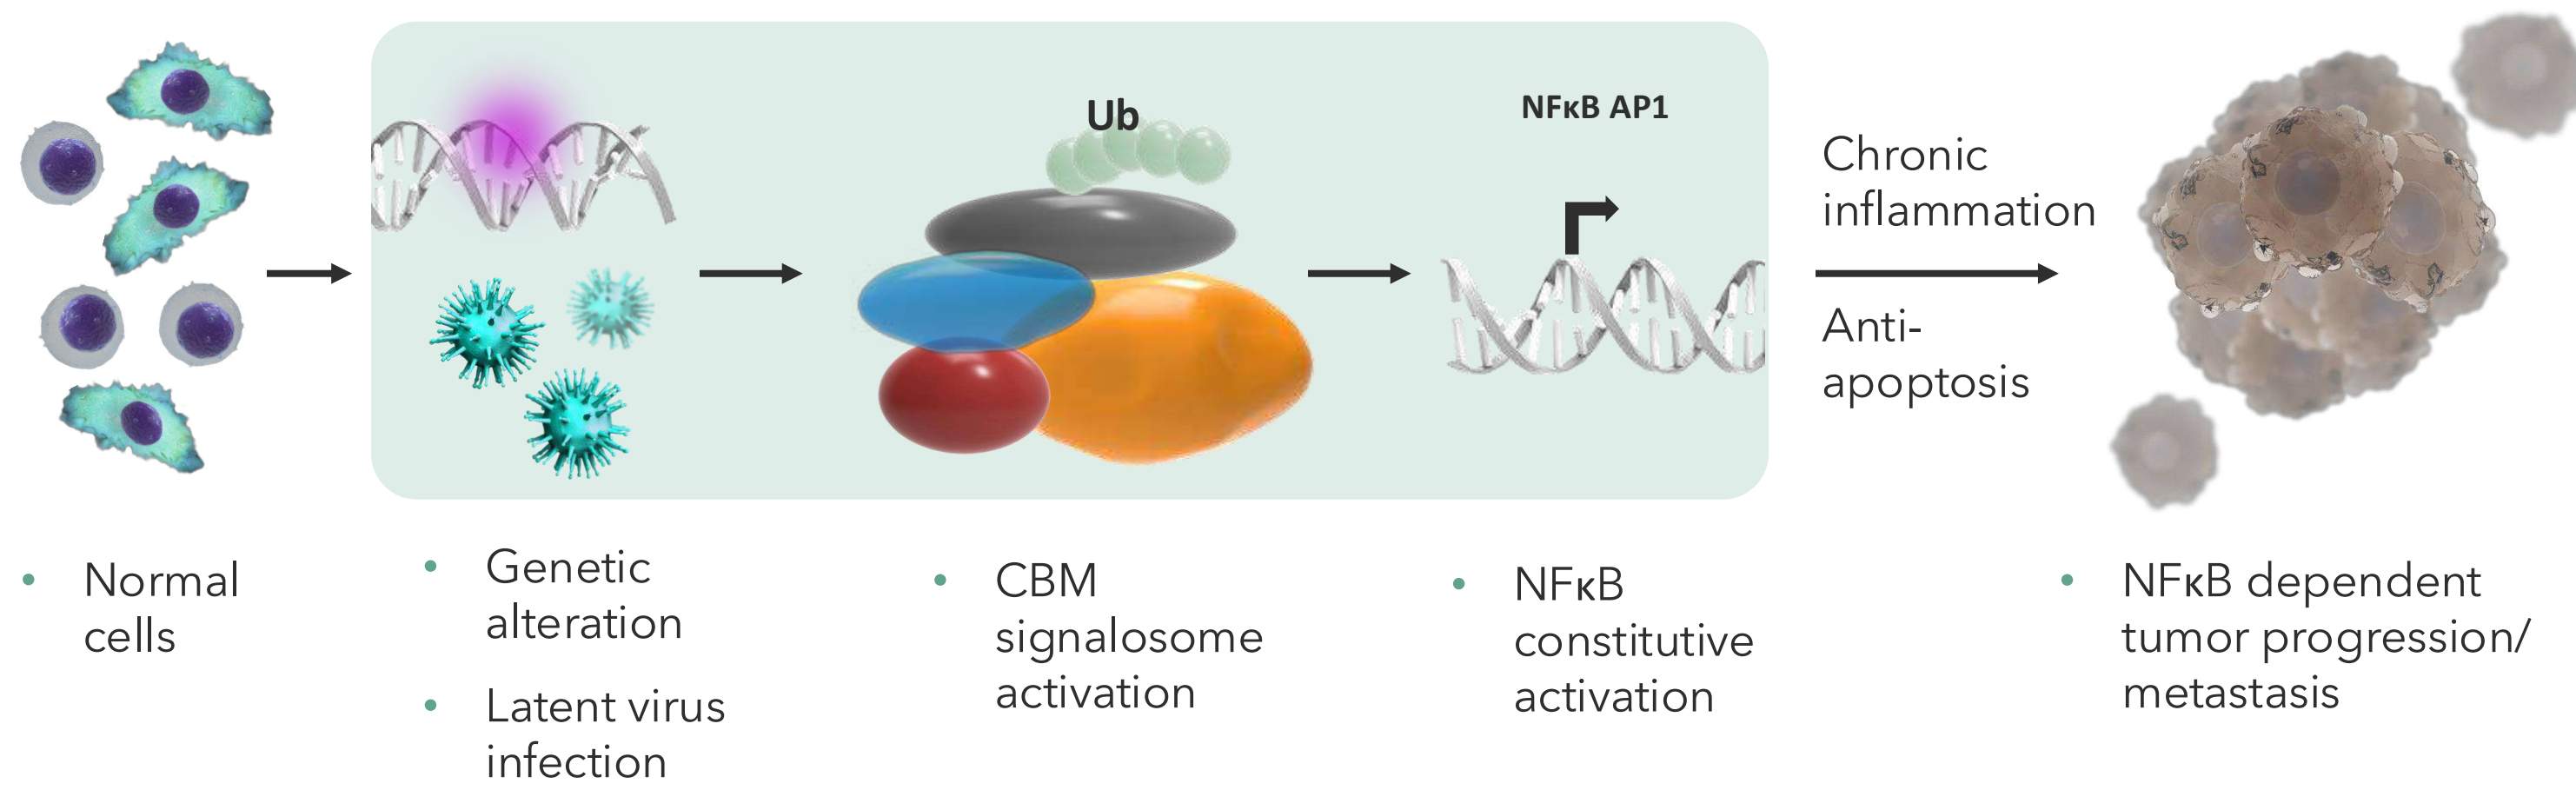 Ub
NFκB AP1
Chronic
inflammation
Anti-
apoptosis
• Normal
cells
• Genetic
alteration
• Latent virus
infection
• CBM
signalosome
activation
• NFκB
constitutive
activation
• NFκB dependent
tumor progression/
metastasis